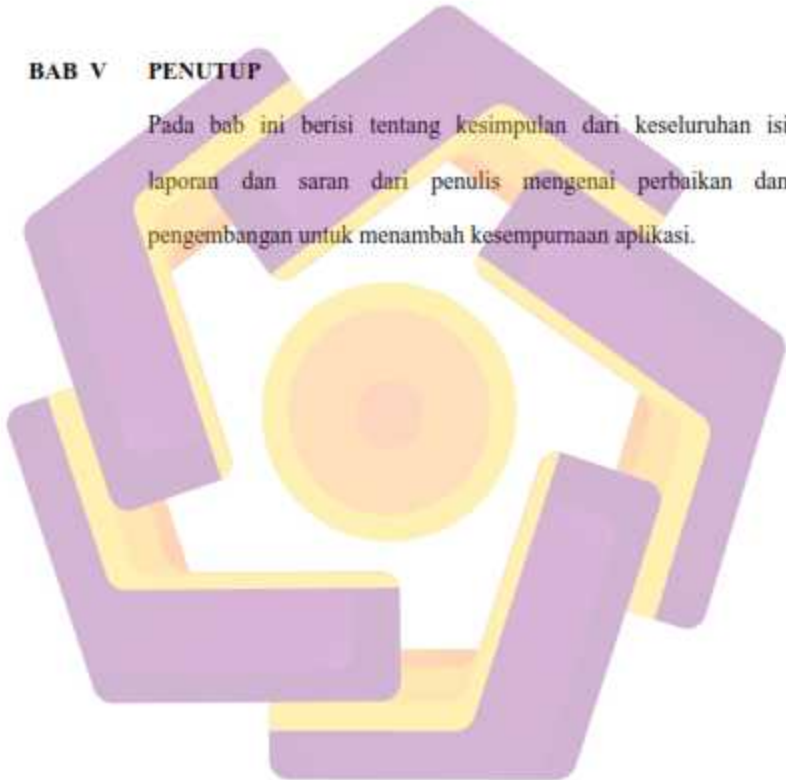 BAB V PENUTUP
Pada bab ini berisi tentang kesimpulan dari keseluruhan isi
laporan dan saran dari penulis mengenai perbaikan dan
pengembangan untuk menambah kesempurnaan aplikasi.